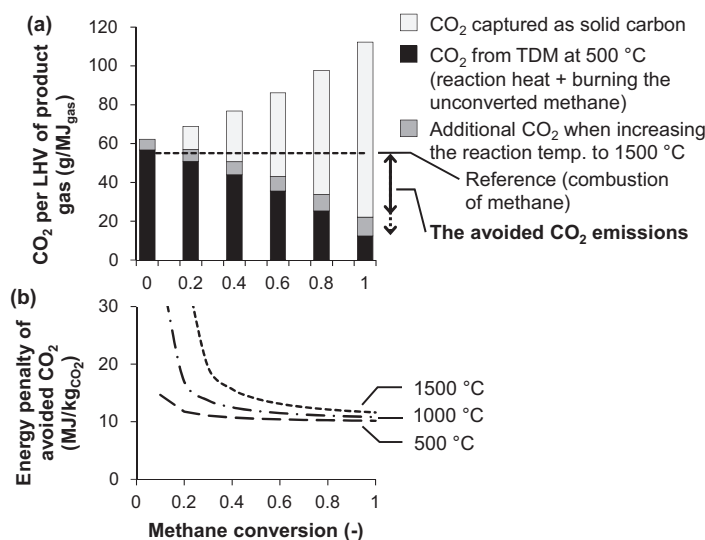 (a)
CO₂ per LHV of product
gas (g/MJgas)
120
100
80
60
40
20
0
0 0.2 0.4 0.6 0.8 1
CO₂ captured as solid carbon
CO₂ from TDM at 500 °C
(reaction heat + burning the
unconverted methane)
Additional CO₂ when increasing
the reaction temp. to 1500 °C
Reference (combustion
of methane)
The avoided CO₂ emissions
(b)
Energy penalty of
avoided CO₂
(MJ/kgCO₂)
30
20
10
0
0 0.2 0.4 0.6 0.8 1
1500 °C
1000 °C
500 °C
Methane conversion (-)